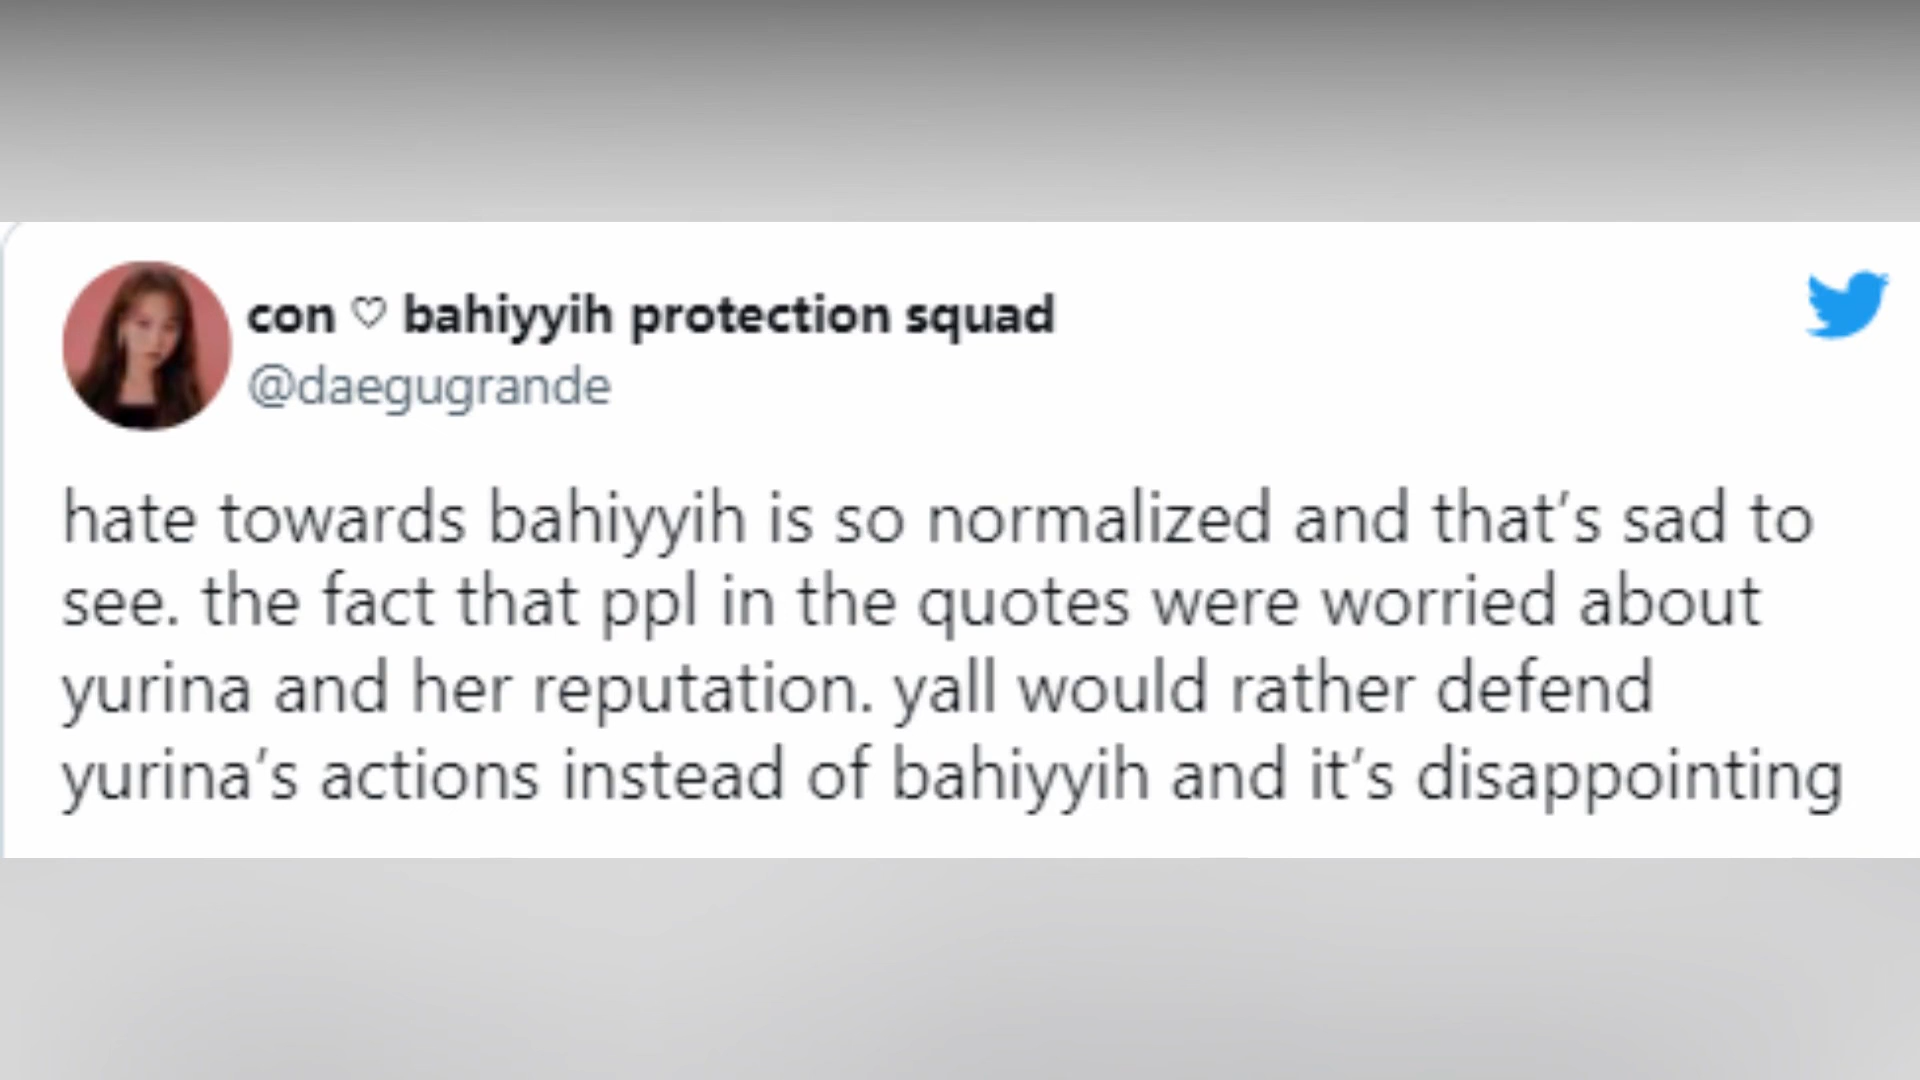 con ♡ bahiyyih protection squad
@daegugrande
hate towards bahiyyih is so normalized and that’s sad to
see. the fact that ppl in the quotes were worried about
yurina and her reputation. yall would rather defend
yurina’s actions instead of bahiyyih and it’s disappointing